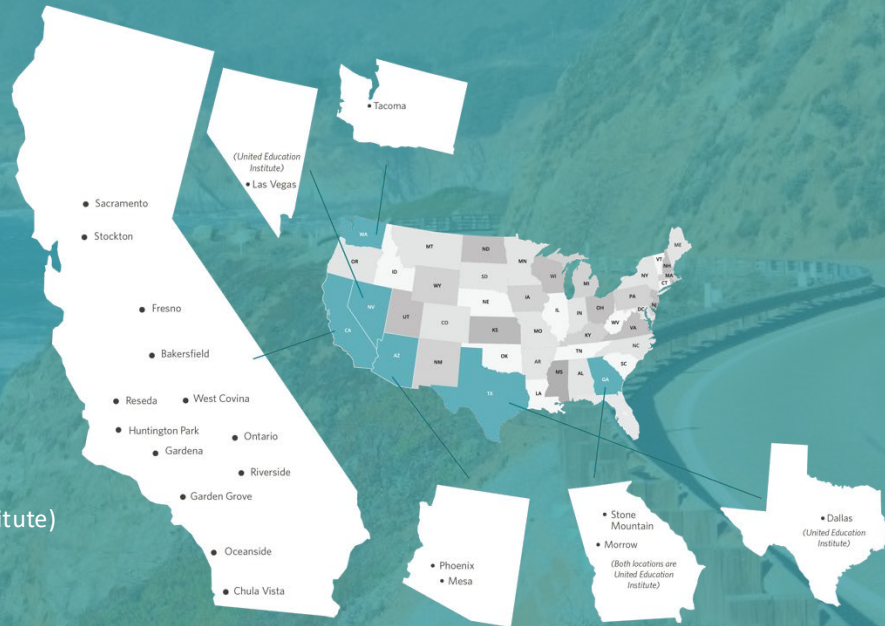 Tacoma
(United Education
Institute)
Las Vegas
Sacramento
Stockton
Fresno
Bakersfield
Reseda
West Covina
Huntington Park
Ontario
Gardena
Riverside
Garden Grove
Oceanside
Chula Vista
itute)
WA
MT
ND
MN
ME
VT
NH
OR
ID
SD
WI
NY
MA
CT
WY
MI
IA
PA
NJ
NE
NV
UT
IL
IN
OH
DC
CO
WV
VA
CA
KS
MO
KY
NC
TN
AZ
NM
OK
AR
SC
MS
AL
GA
TX
LA
Phoenix
Mesa
Stone
Mountain
Morrow
(Both locations are
United Education
Institute)
Dallas
(United Education
Institute)